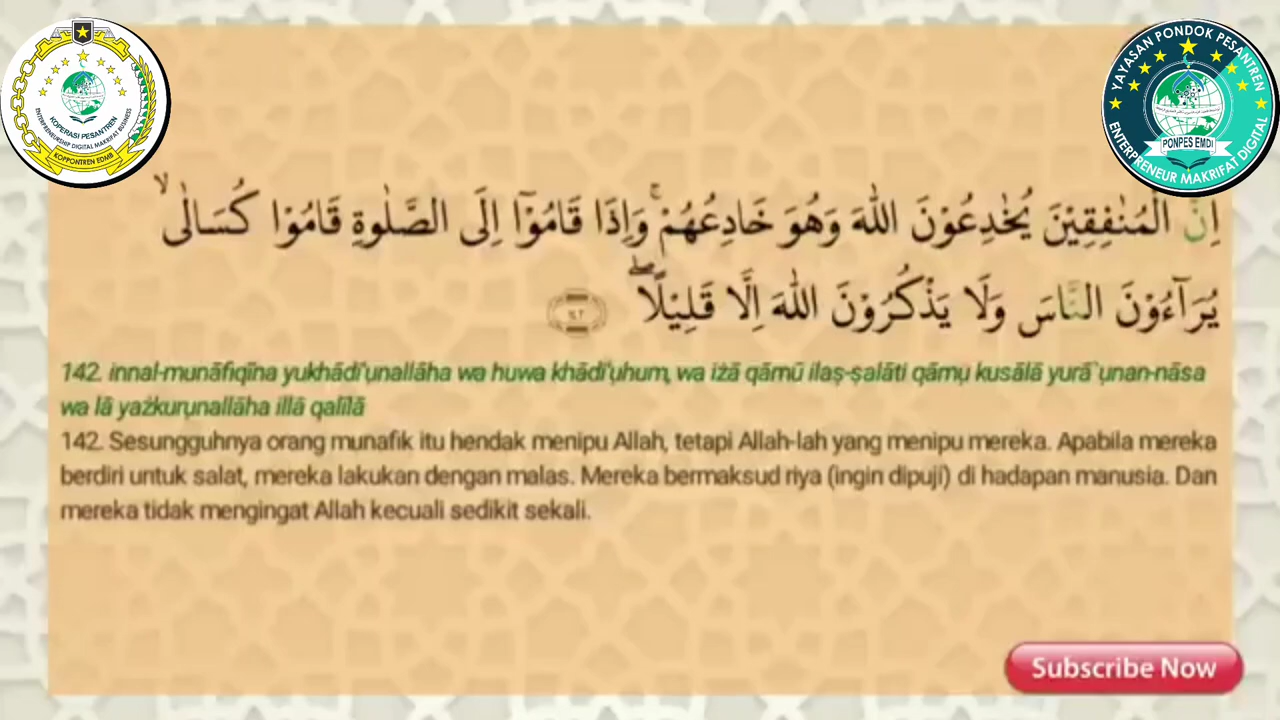 KOPERASI PESANTREN
ENTERPRENEURSHIP DIGITAL MAKRIFAT BUSINESS
KOPPONTREN EDMB
YAYASAN PONDOK PESANTREN
PONPES EMDI
ENTERPRENEUR MAKRIFAT DIGITAL
اِنَّ الْمُنٰفِقِيْنَ يُخٰدِعُوْنَ اللّٰهَ وَهُوَ خَادِعُهُمْۚ وَاِذَا قَامُوْٓا اِلَى الصَّلٰوةِ قَامُوْا كُسَالٰىۙ
يُرَاۤءُوْنَ النَّاسَ وَلَا يَذْكُرُوْنَ اللّٰهَ اِلَّا قَلِيْلًاۖ
142. innal-munāfiqīna yukhādi'ụnallāha wa huwa khādi'uhum, wa iżā qāmū ilaṣ-ṣalāti qāmụ kusālā yurā`ụnan-nāsa
wa lā yażkurụnallāha illā qalīlā
142. Sesungguhnya orang munafik itu hendak menipu Allah, tetapi Allah-lah yang menipu mereka. Apabila mereka
berdiri untuk salat, mereka lakukan dengan malas. Mereka bermaksud riya (ingin dipuji) di hadapan manusia. Dan
mereka tidak mengingat Allah kecuali sedikit sekali.
Subscribe Now